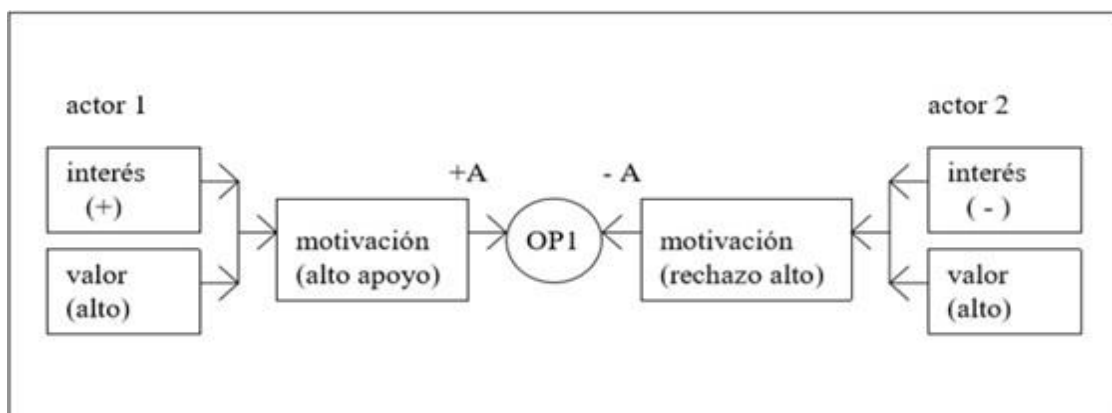 actor 1
interés
(+)
valor
(alto)
motivación
(alto apoyo)
+A
OP1
- A
motivación
(rechazo alto)
actor 2
interés
( - )
valor
(alto)